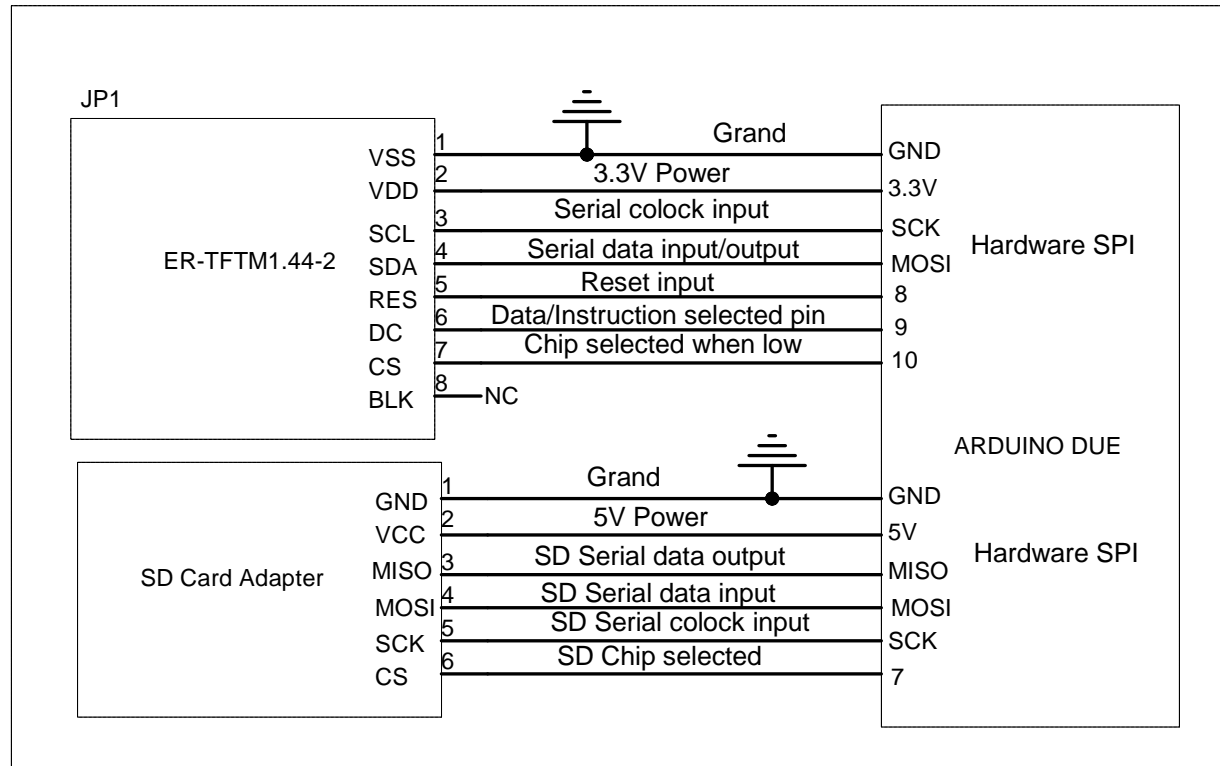 JP1
ER-TFTM1.44-2
VSS 1 Grand GND
VDD 2 3.3V Power 3.3V
SCL 3 Serial colock input SCK
SDA 4 Serial data input/output MOSI
RES 5 Reset input 8
DC 6 Data/Instruction selected pin 9
CS 7 Chip selected when low 10
BLK 8 NC
Hardware SPI
ARDUINO DUE
SD Card Adapter
GND 1 Grand GND
VCC 2 5V Power 5V
MISO 3 SD Serial data output MISO
MOSI 4 SD Serial data input MOSI
SCK 5 SD Serial colock input SCK
CS 6 SD Chip selected 7
Hardware SPI